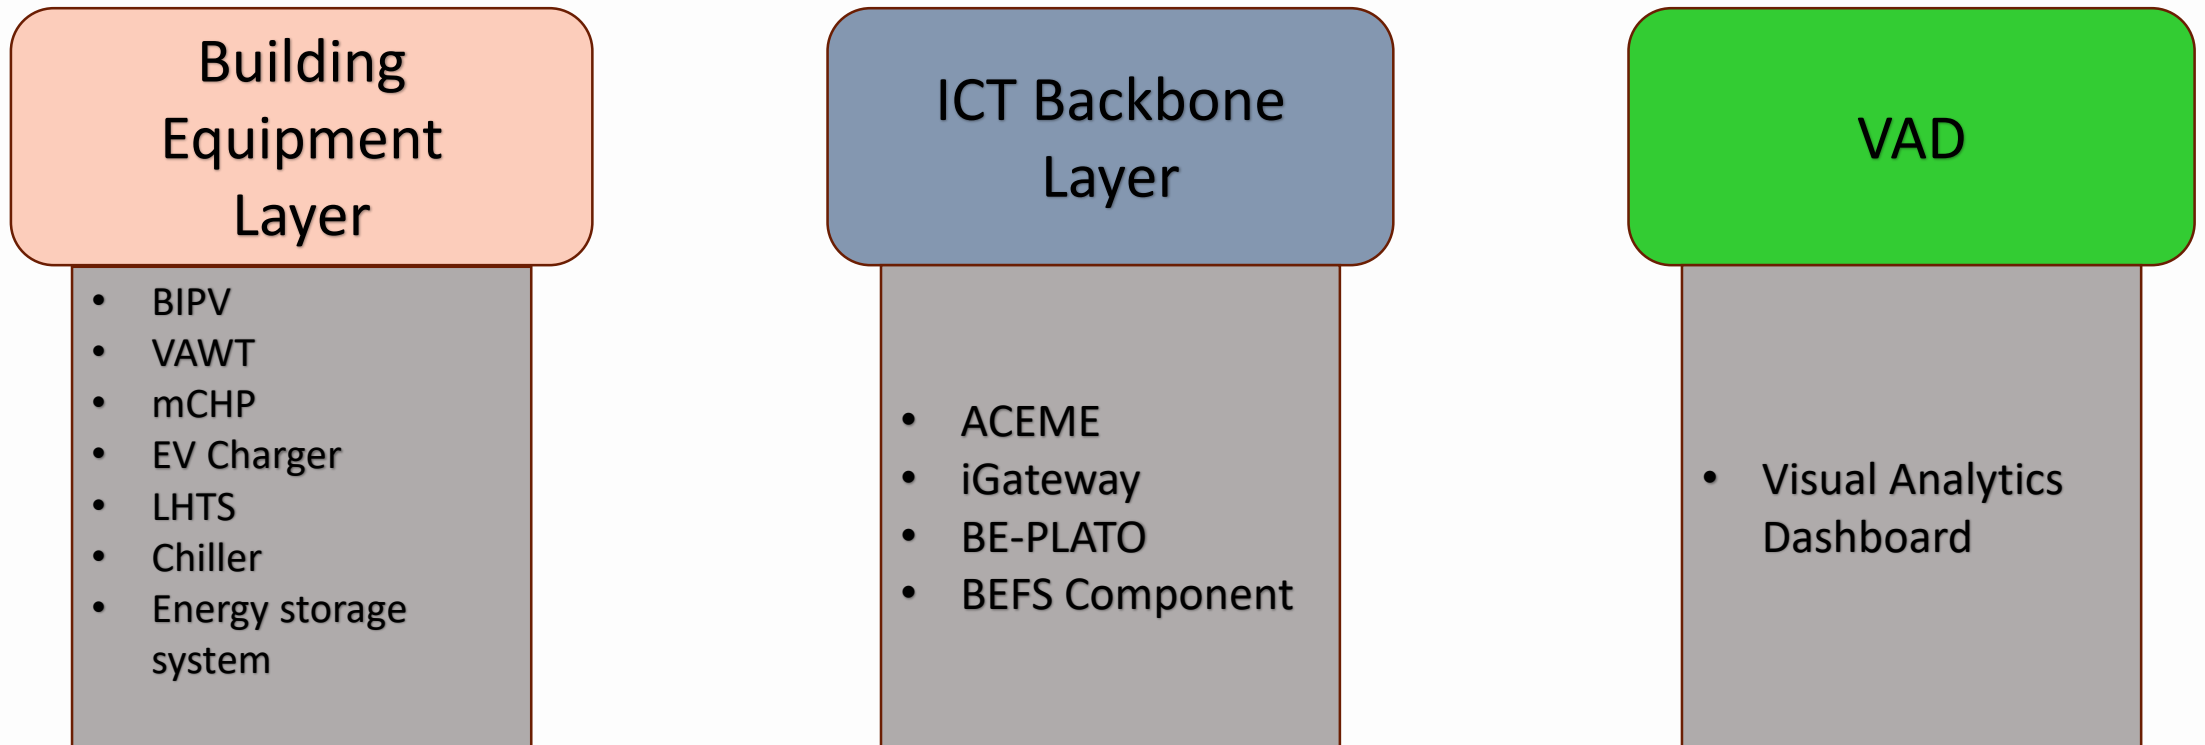 Building
Equipment
Layer
• BIPV
• VAWT
• mCHP
• EV Charger
• LHTS
• Chiller
• Energy storage
system
ICT Backbone
Layer
• ACEME
• iGateway
• BE-PLATO
• BEFS Component
VAD
• Visual Analytics
Dashboard